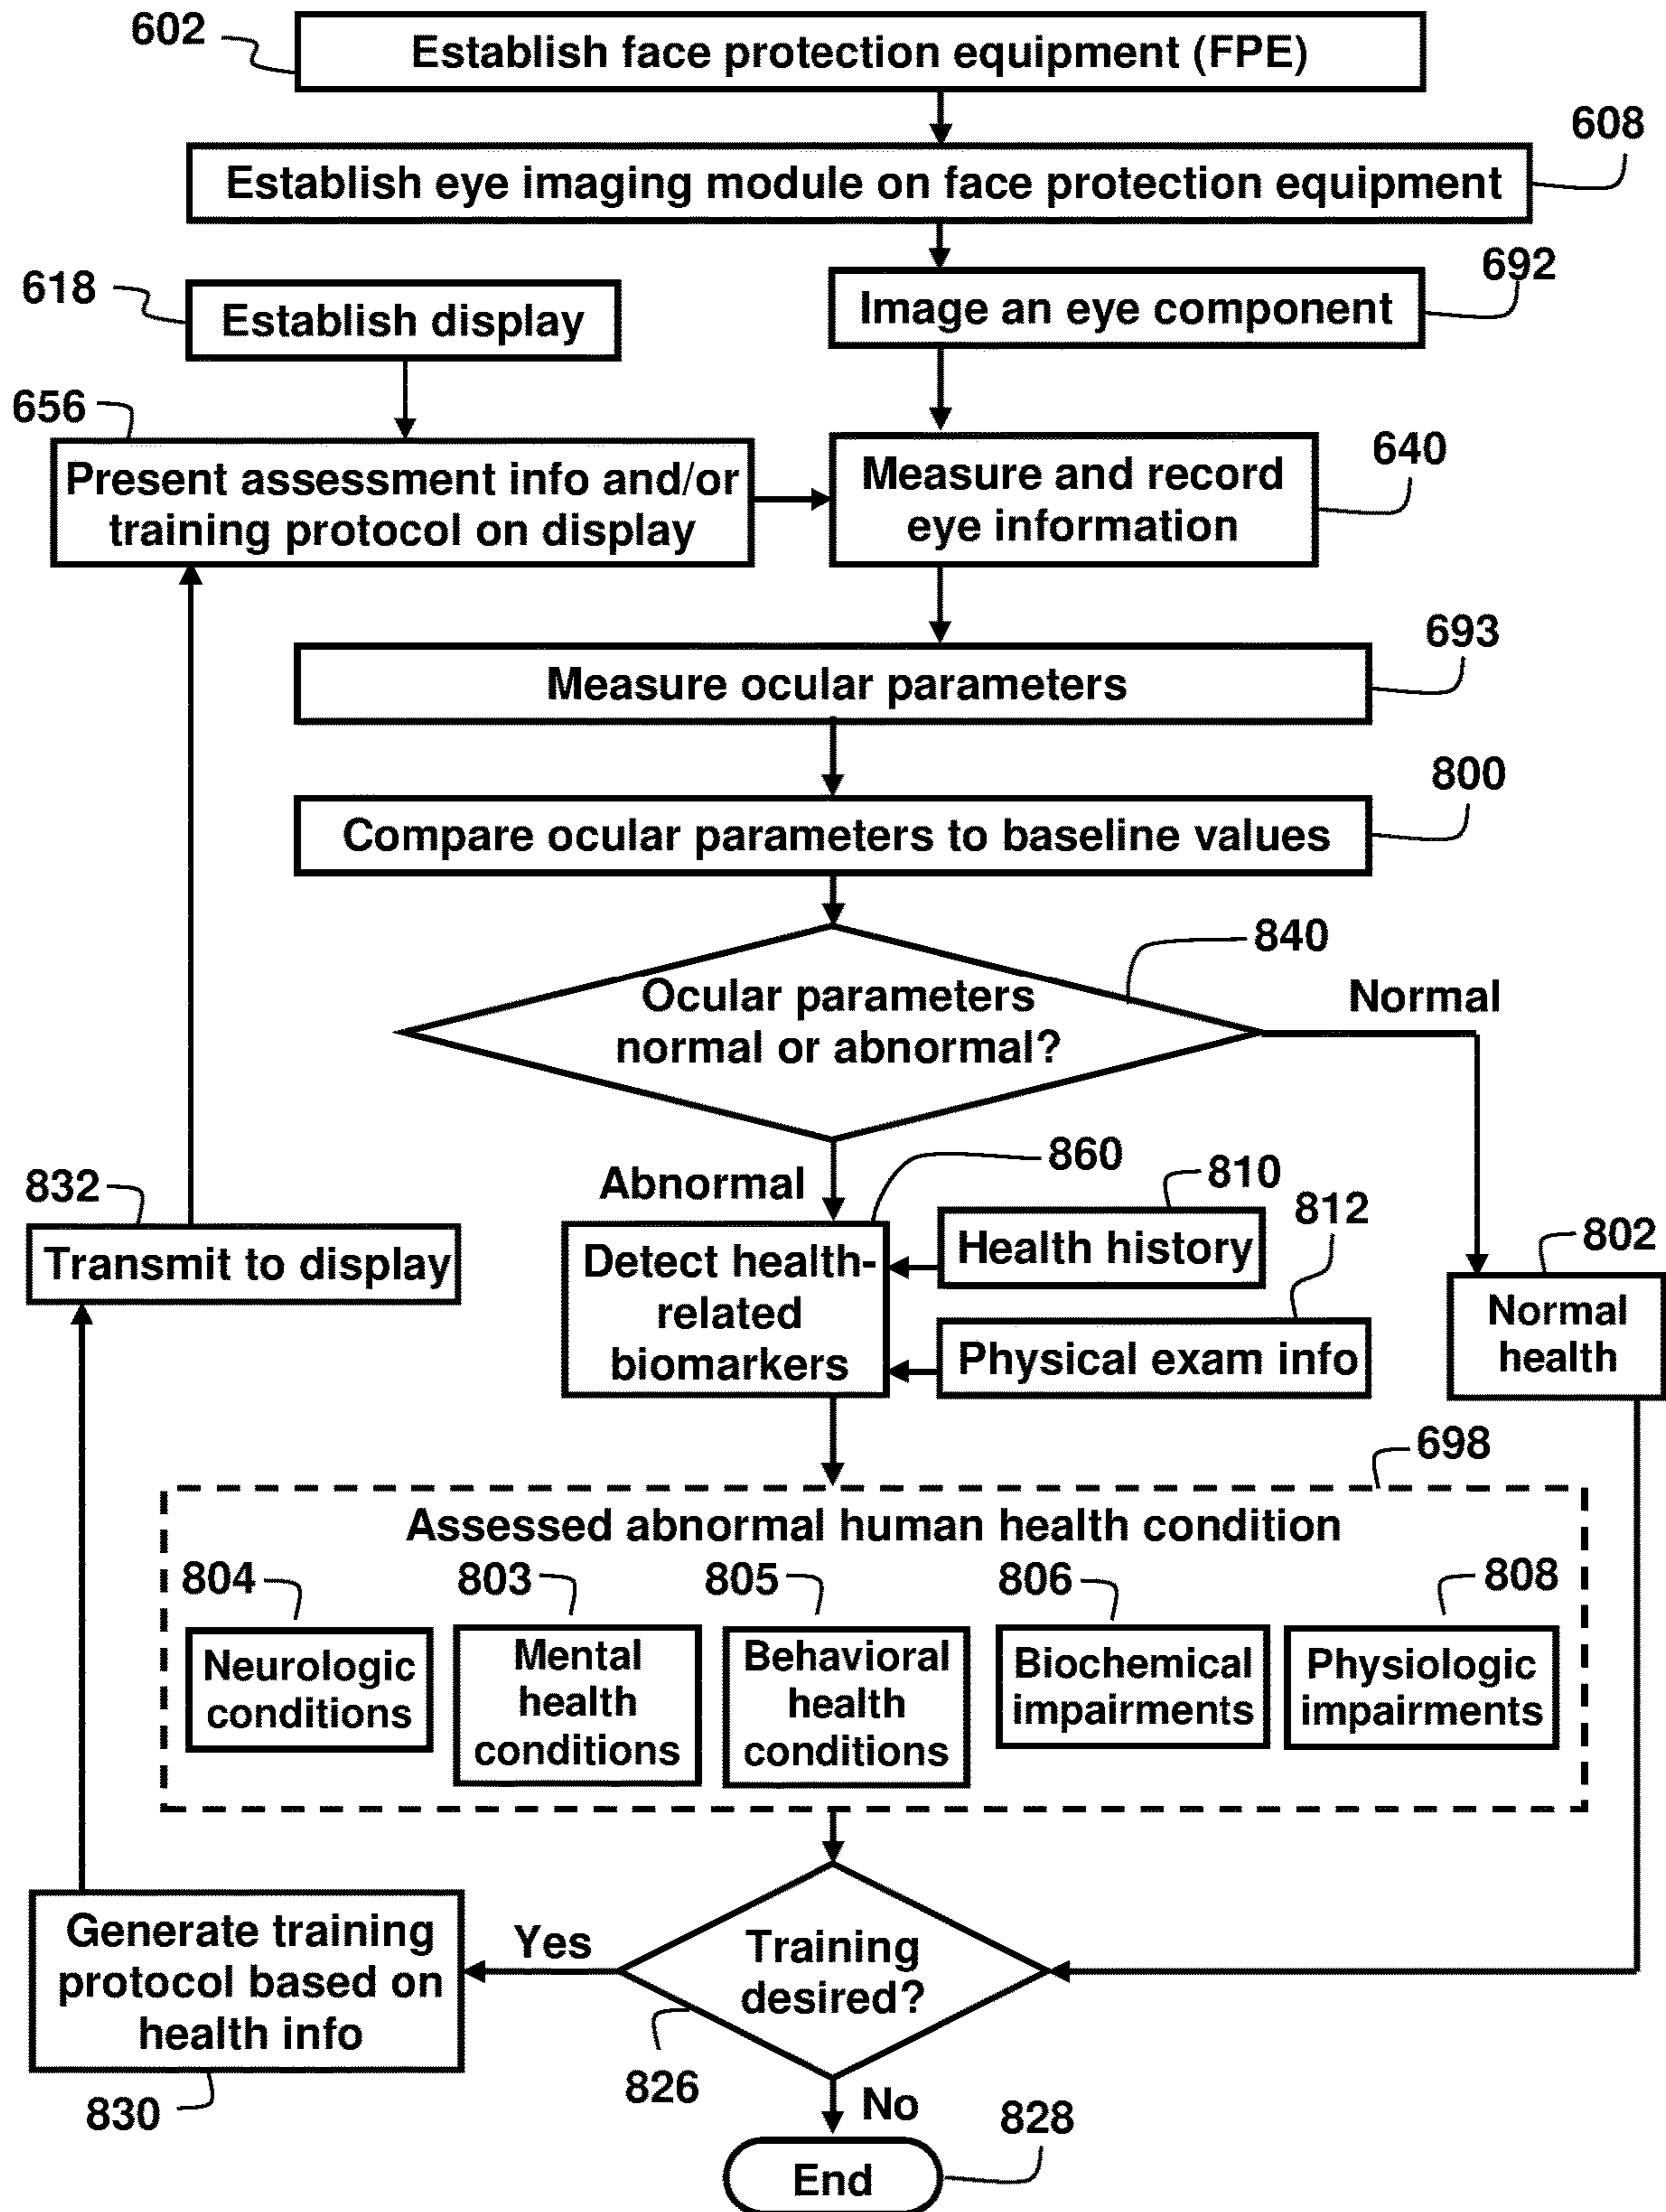 602
Establish face protection equipment (FPE)
608
Establish eye imaging module on face protection equipment
618
Establish display
692
Image an eye component
656
Present assessment info and/or
training protocol on display
640
Measure and record
eye information
693
Measure ocular parameters
800
Compare ocular parameters to baseline values
840
Ocular parameters
normal or abnormal?
Normal
Abnormal
860
810
812
832
Transmit to display
Detect health-
related
biomarkers
Health history
Physical exam info
802
Normal
health
698
Assessed abnormal human health condition
804
803
805
806
808
Neurologic
conditions
Mental
health
conditions
Behavioral
health
conditions
Biochemical
impairments
Physiologic
impairments
Generate training
protocol based on
health info
830
Yes
Training
desired?
826
No
828
End